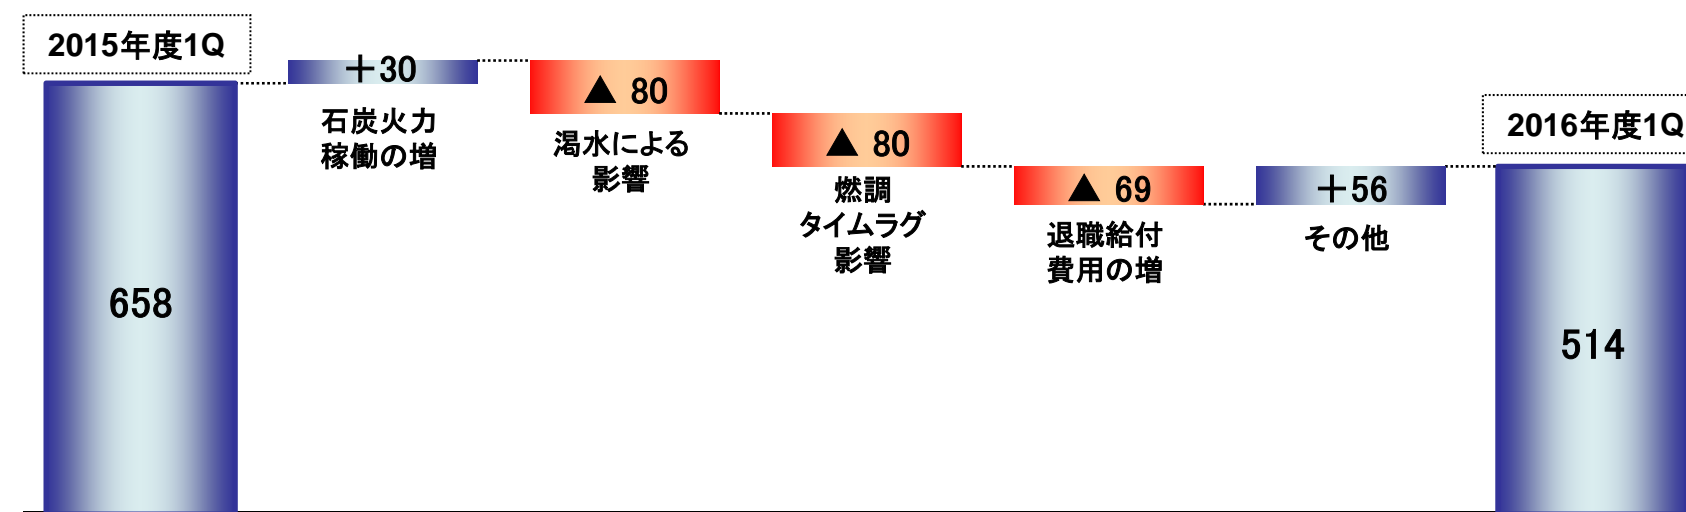 2015年度1Q
658
＋30
石炭火力
稼働の増
▲ 80
渇水による
影響
▲ 80
燃調
タイムラグ
影響
▲ 69
退職給付
費用の増
＋56
その他
2016年度1Q
514